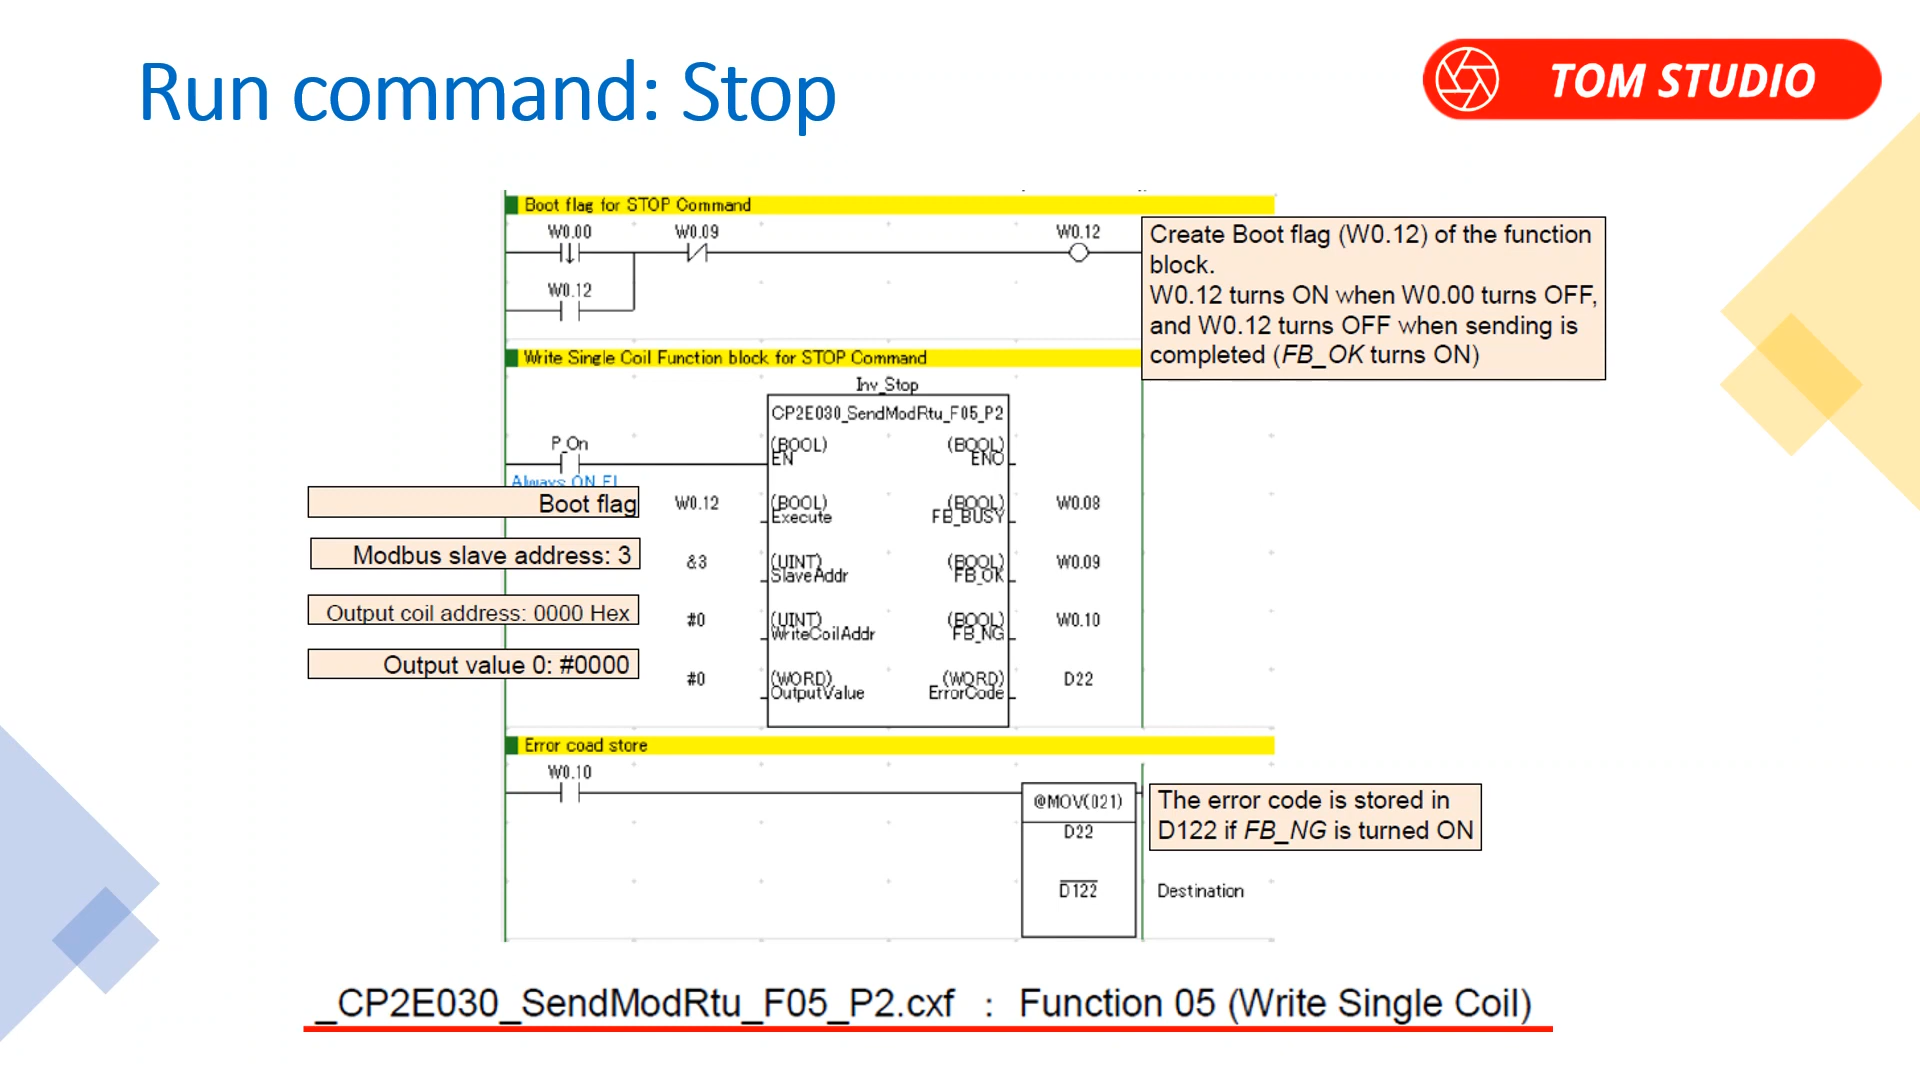 Run command: Stop
TOM STUDIO
Boot flag for STOP Command
W0.00
W0.09
W0.12
W0.12
Create Boot flag (W0.12) of the function
block.
W0.12 turns ON when W0.00 turns OFF,
and W0.12 turns OFF when sending is
completed (FB_OK turns ON)
Write Single Coil Function block for STOP Command
Inv_Stop
CP2E030_SendModRtu_F05_P2
P_On
(BOOL)
EN
(BOOL)
ENO
Always ON Fl
Boot flag
W0.12
(BOOL)
Execute
(BOOL)
FB_BUSY
W0.08
Modbus slave address: 3
&3
(UINT)
SlaveAddr
(BOOL)
FB_OK
W0.09
Output coil address: 0000 Hex
#0
(UINT)
WriteCoilAddr
(BOOL)
FB_NG
W0.10
Output value 0: #0000
#0
(WORD)
OutputValue
(WORD)
ErrorCode
D22
Error coad store
W0.10
@MOV(021)
D22
D122
Destination
The error code is stored in
D122 if FB_NG is turned ON
_CP2E030_SendModRtu_F05_P2.cxf : Function 05 (Write Single Coil)